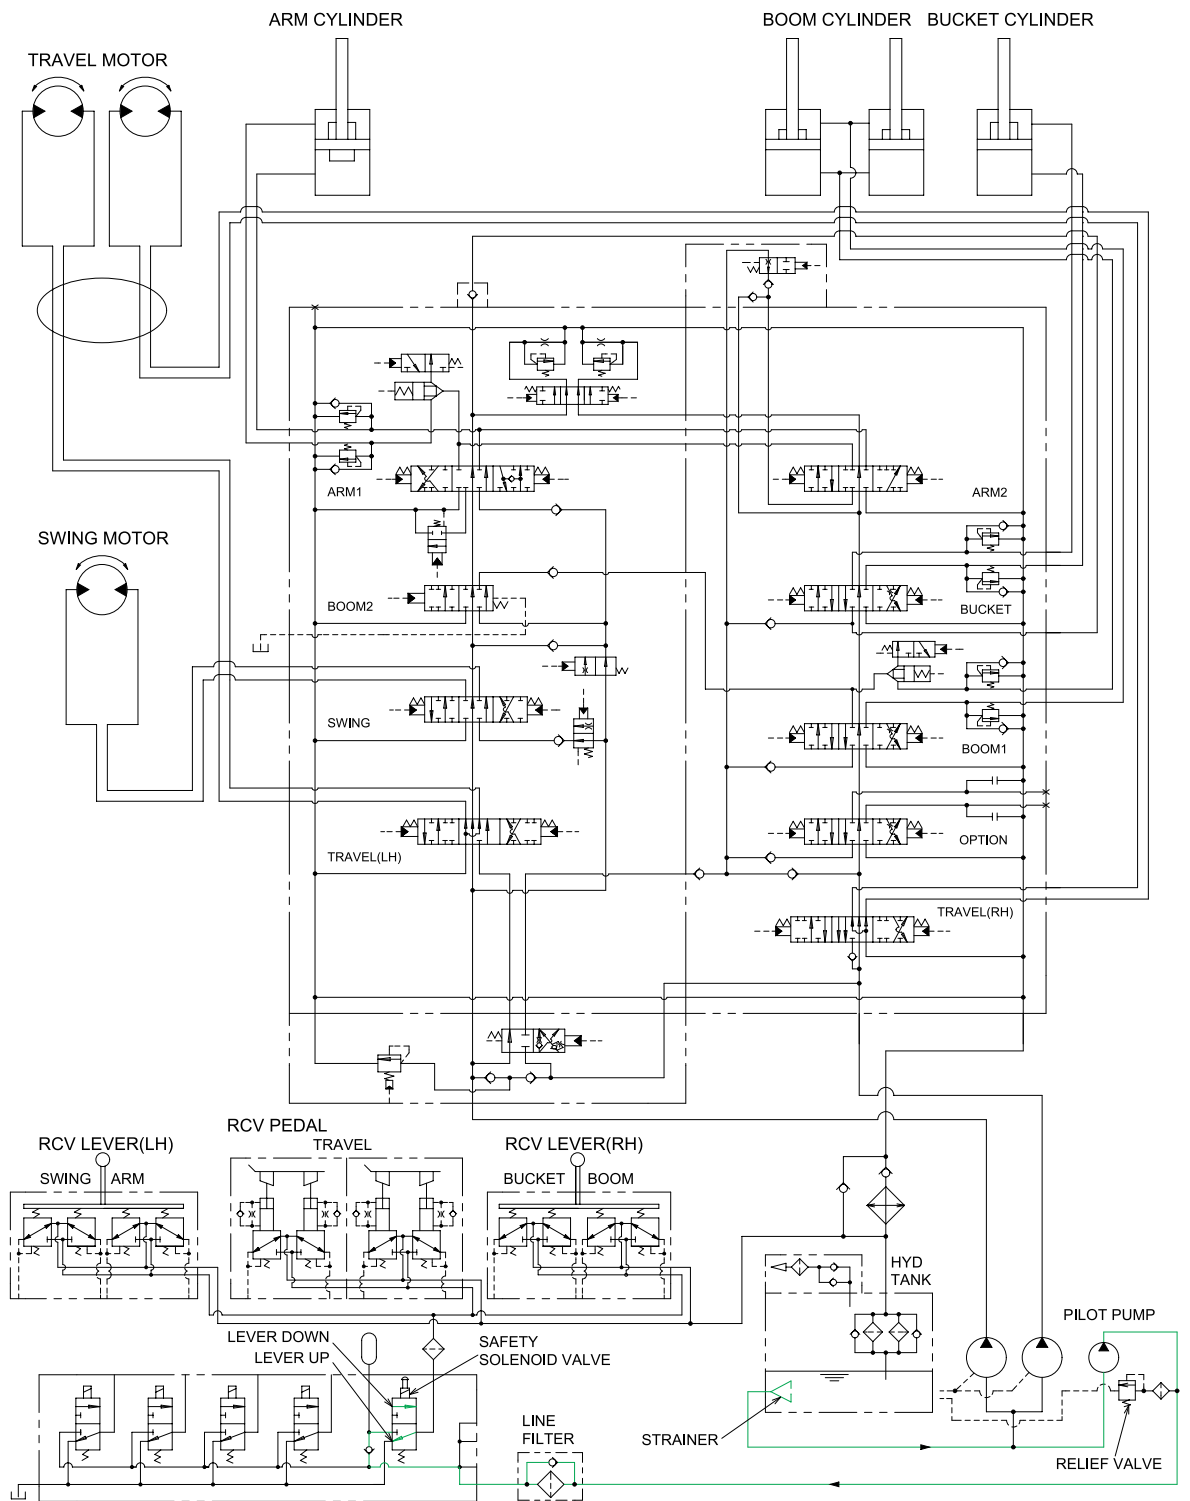 ARM CYLINDER
BOOM CYLINDER
BUCKET CYLINDER
TRAVEL MOTOR
ARM1
ARM2
SWING MOTOR
BOOM2
BUCKET
SWING
BOOM1
TRAVEL(LH)
OPTION
TRAVEL(RH)
RCV LEVER(LH)
SWING
ARM
RCV PEDAL
TRAVEL
RCV LEVER(RH)
BUCKET
BOOM
HYD
TANK
PILOT PUMP
LEVER DOWN
LEVER UP
SAFETY
SOLENOID VALVE
LINE
FILTER
STRAINER
RELIEF VALVE